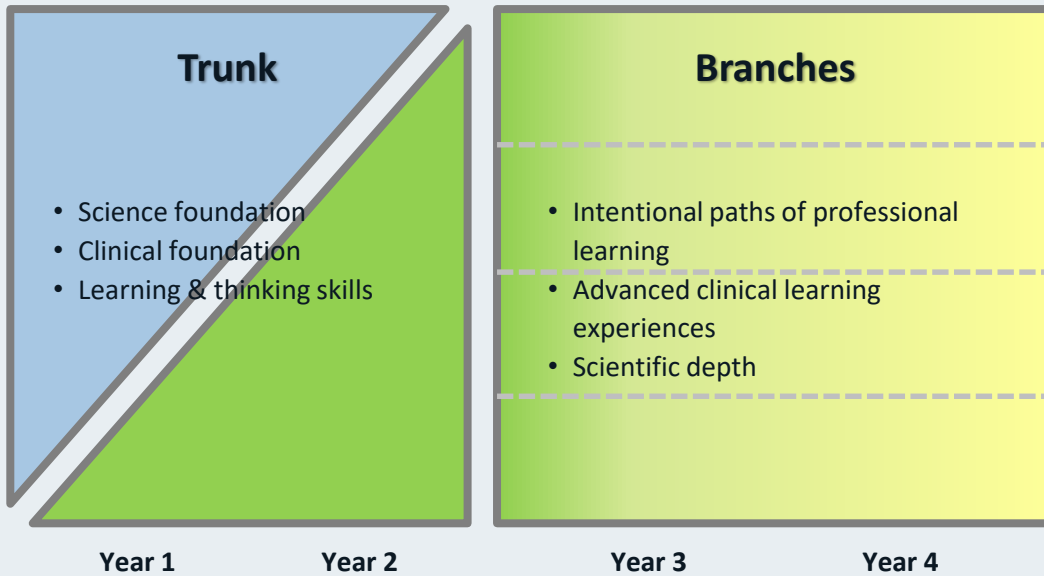 Trunk
• Science foundation
• Clinical foundation
• Learning & thinking skills
Branches
• Intentional paths of professional
learning
• Advanced clinical learning
experiences
• Scientific depth
Year 1
Year 2
Year 3
Year 4